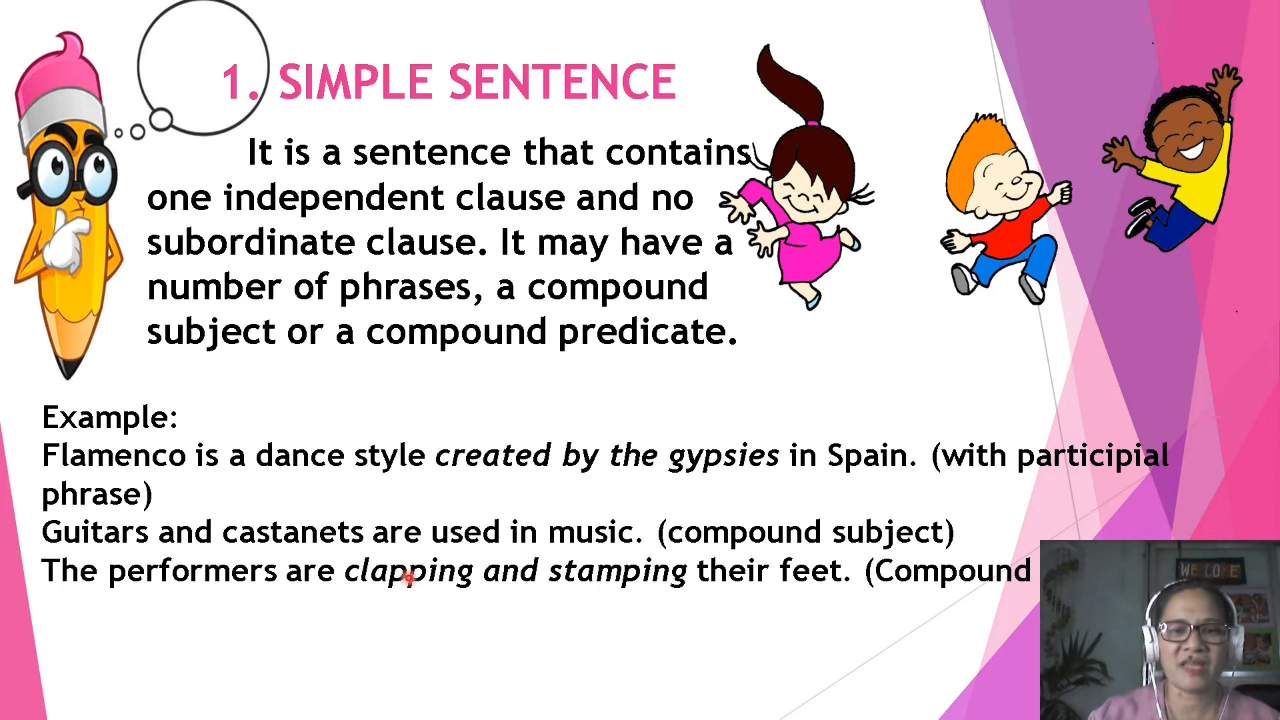 1. SIMPLE SENTENCE
It is a sentence that contains
one independent clause and no
subordinate clause. It may have a
number of phrases, a compound
subject or a compound predicate.
Example:
Flamenco is a dance style created by the gypsies in Spain. (with participial
phrase)
Guitars and castanets are used in music. (compound subject)
The performers are clapping and stamping their feet. (Compound
WELCOME